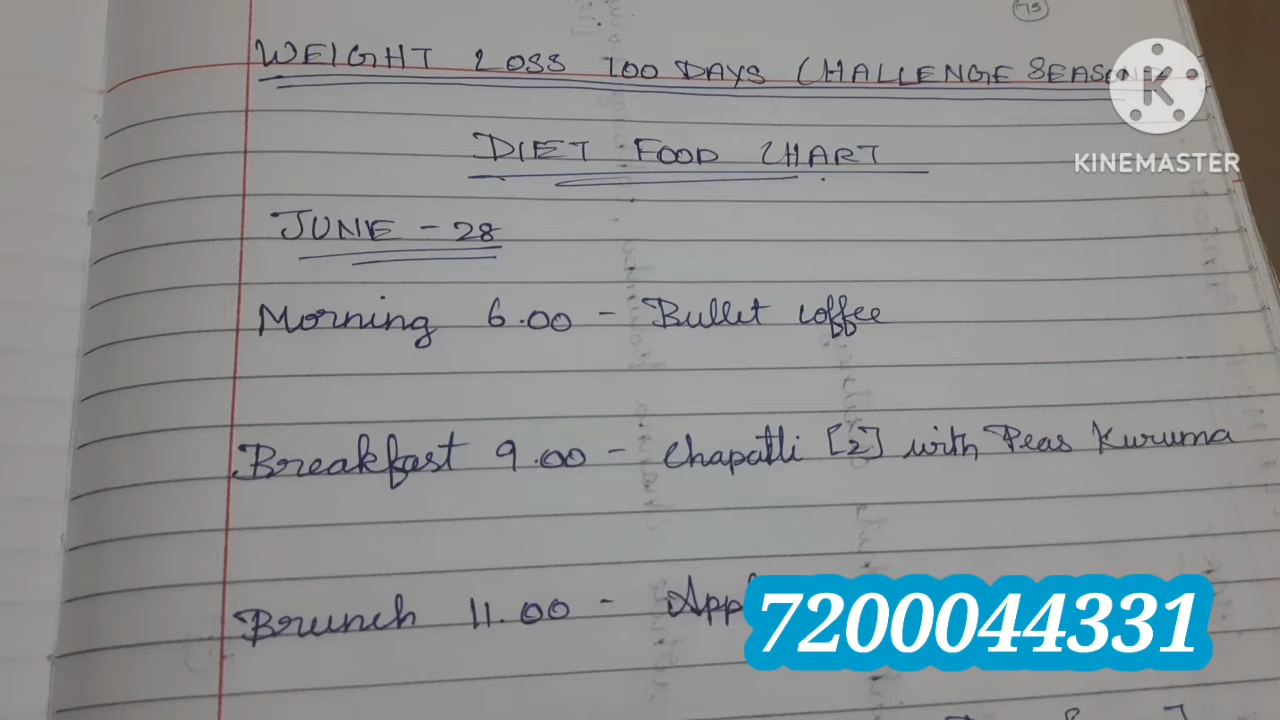 75
WEIGHT LOSS 100 DAYS CHALLENGE SEASON
KINEMASTER
DIET FOOD CHART
JUNE - 28
Morning 6.00 - Bullet coffee
Breakfast 9.00 - Chapatti [2] with Peas Kuruma
Brunch 11.00 -
7200044331